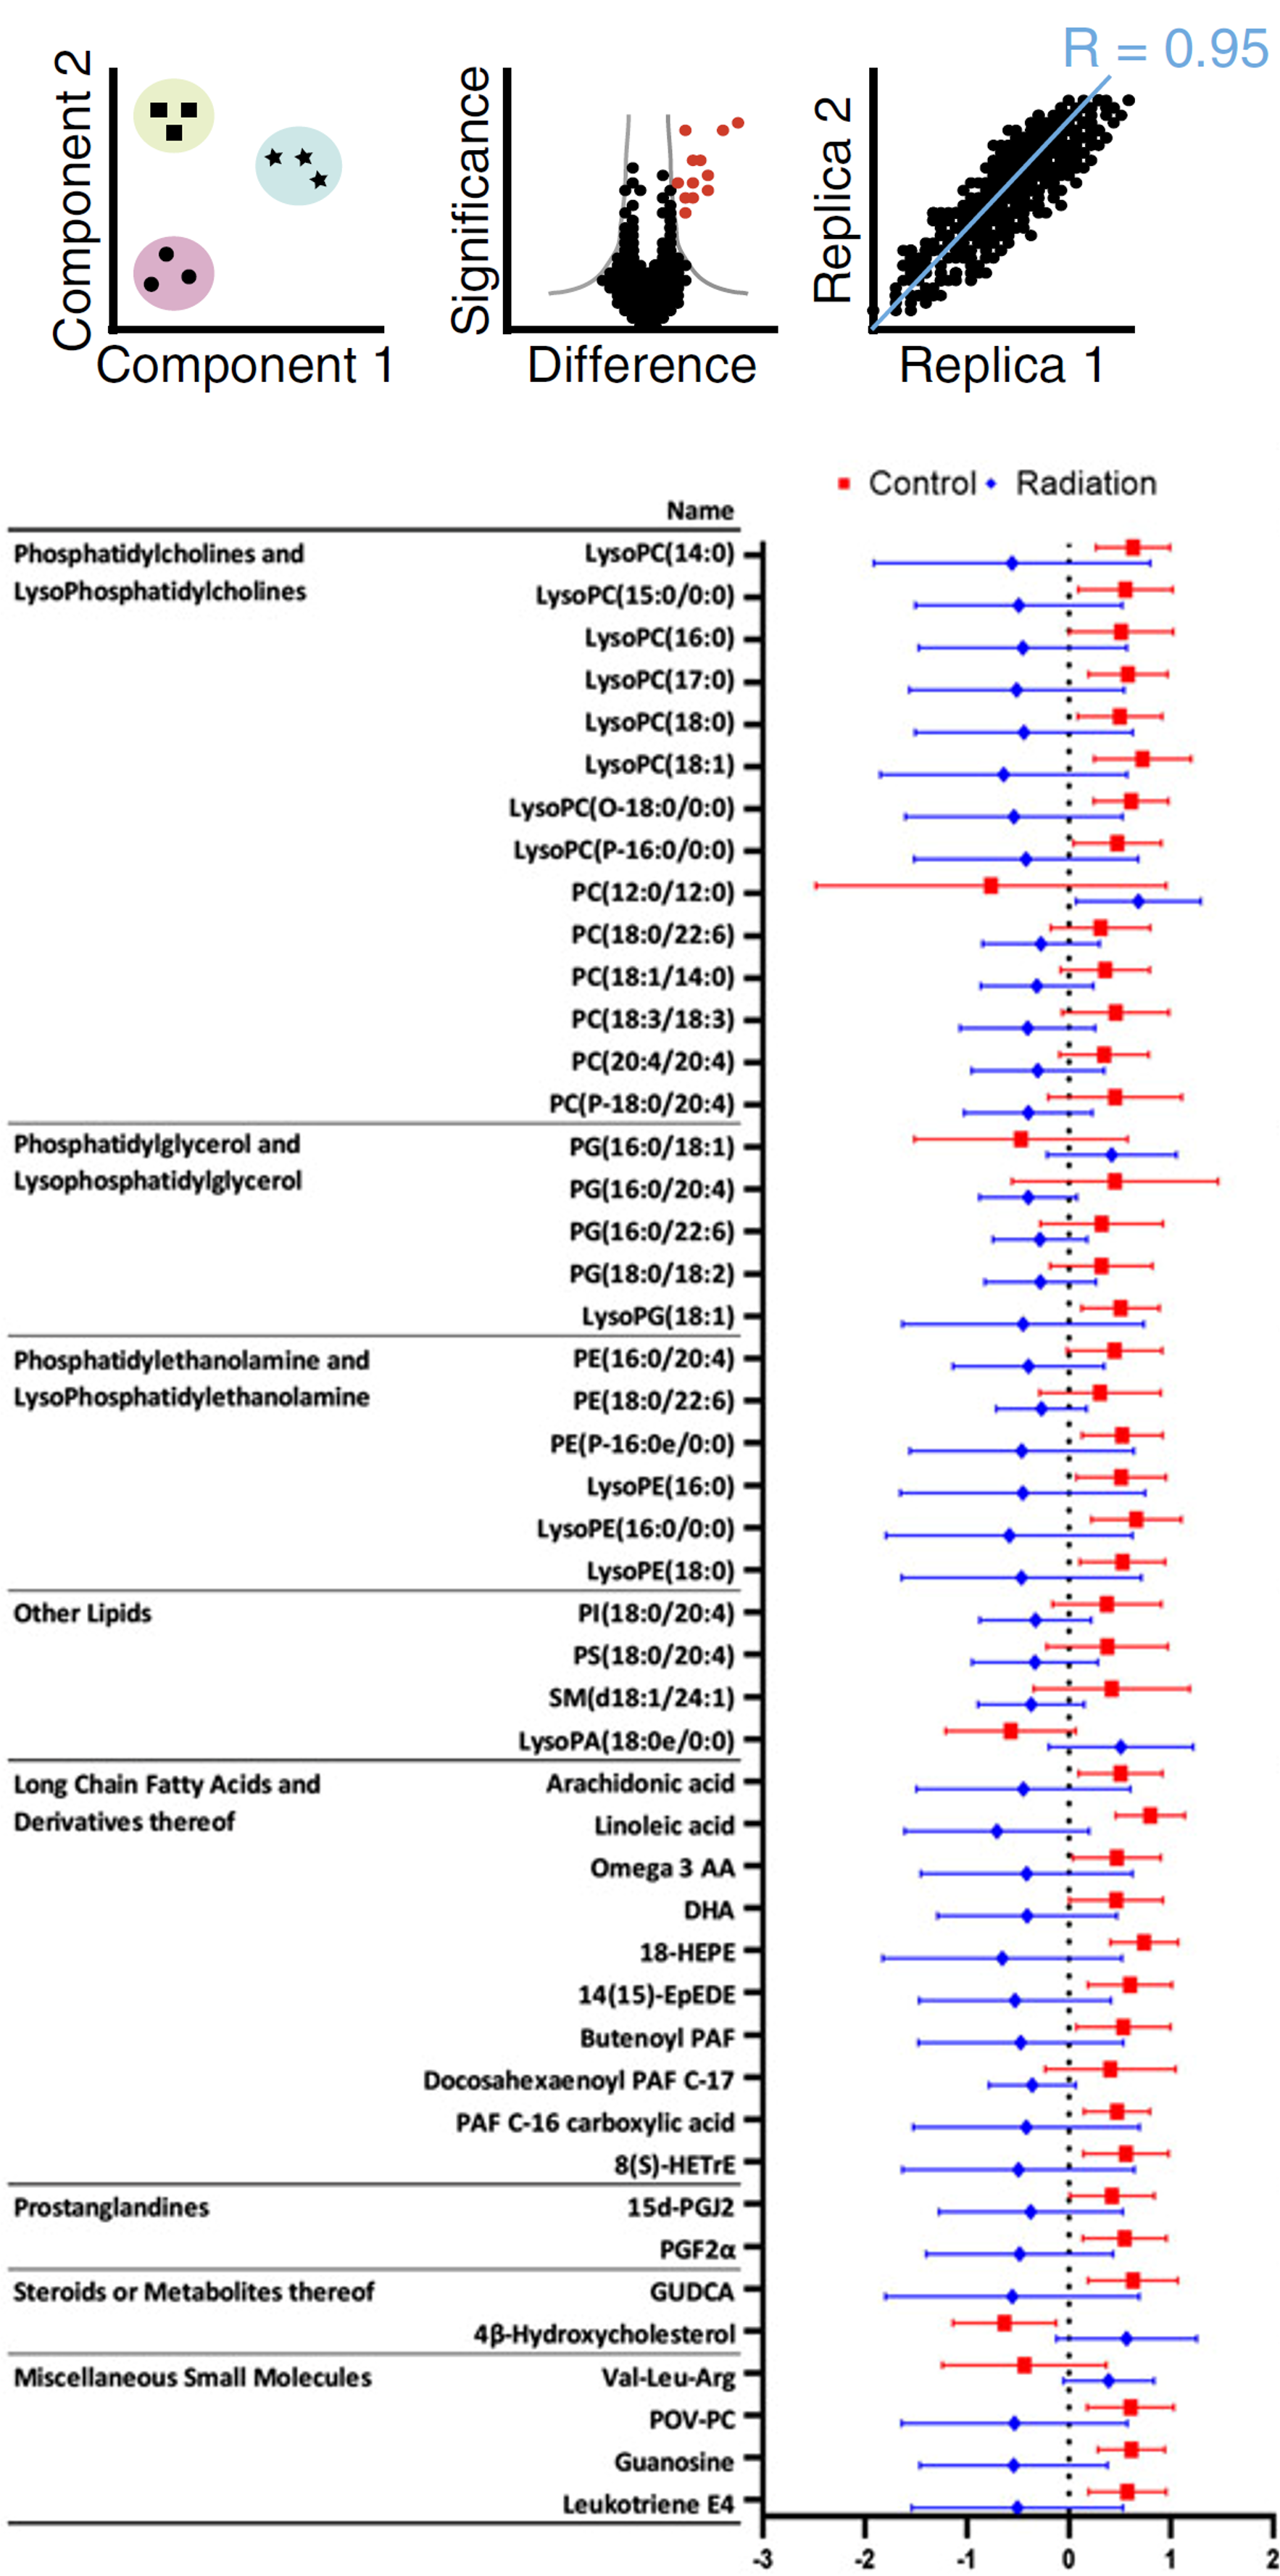 R = 0.95
Component 2
Component 1
Significance
Difference
Replica 2
Replica 1
Control Radiation
Name
Phosphatidylcholines and
LysoPhosphatidylcholines
LysoPC(14:0)
LysoPC(15:0/0:0)
LysoPC(16:0)
LysoPC(17:0)
LysoPC(18:0)
LysoPC(18:1)
LysoPC(O-18:0/0:0)
LysoPC(P-16:0/0:0)
PC(12:0/12:0)
PC(18:0/22:6)
PC(18:1/14:0)
PC(18:3/18:3)
PC(20:4/20:4)
PC(P-18:0/20:4)
Phosphatidylglycerol and
Lysophosphatidylglycerol
PG(16:0/18:1)
PG(16:0/20:4)
PG(16:0/22:6)
PG(18:0/18:2)
LysoPG(18:1)
Phosphatidylethanolamine and
LysoPhosphatidylethanolamine
PE(16:0/20:4)
PE(18:0/22:6)
PE(P-16:0e/0:0)
LysoPE(16:0)
LysoPE(16:0/0:0)
LysoPE(18:0)
Other Lipids
PI(18:0/20:4)
PS(18:0/20:4)
SM(d18:1/24:1)
LysoPA(18:0e/0:0)
Long Chain Fatty Acids and
Derivatives thereof
Arachidonic acid
Linoleic acid
Omega 3 AA
DHA
18-HEPE
14(15)-EpEDE
Butenoyl PAF
Docosahexaenoyl PAF C-17
PAF C-16 carboxylic acid
8(S)-HETrE
Prostanglandines
15d-PGJ2
PGF2α
Steroids or Metabolites thereof
GUDCA
4β-Hydroxycholesterol
Miscellaneous Small Molecules
Val-Leu-Arg
POV-PC
Guanosine
Leukotriene E4
-3 -2 -1 0 1 2